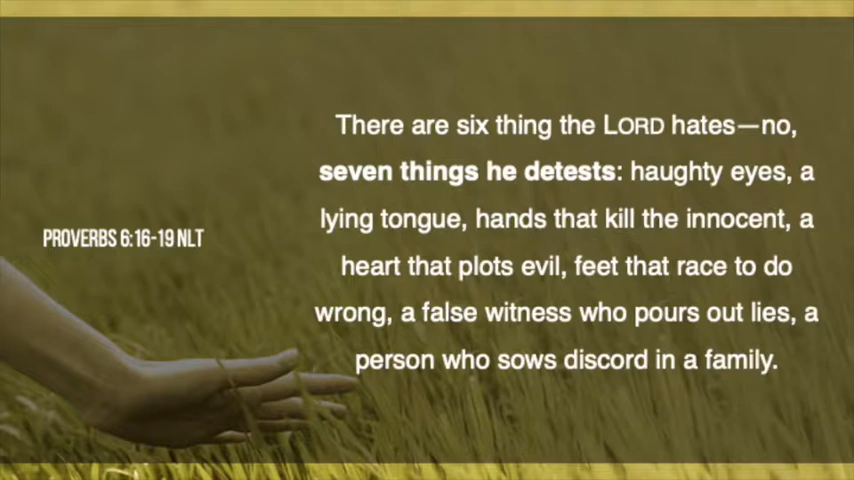 There are six thing the LORD hates—no,
seven things he detests: haughty eyes, a
lying tongue, hands that kill the innocent, a
PROVERBS 6:16-19 NLT
heart that plots evil, feet that race to do
wrong, a false witness who pours out lies, a
person who sows discord in a family.